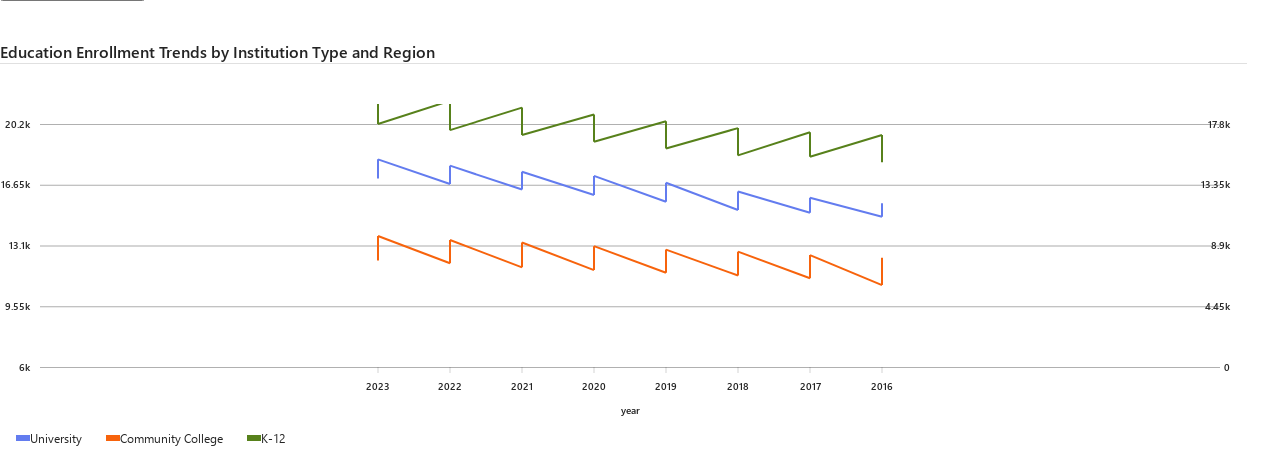 Education Enrollment Trends by Institution Type and Region
20.2k
17.8k
16.65k
13.35k
13.1k
8.9k
9.55k
4.45k
6k
0
2023 2022 2021 2020 2019 2018 2017 2016
year
University Community College K-12